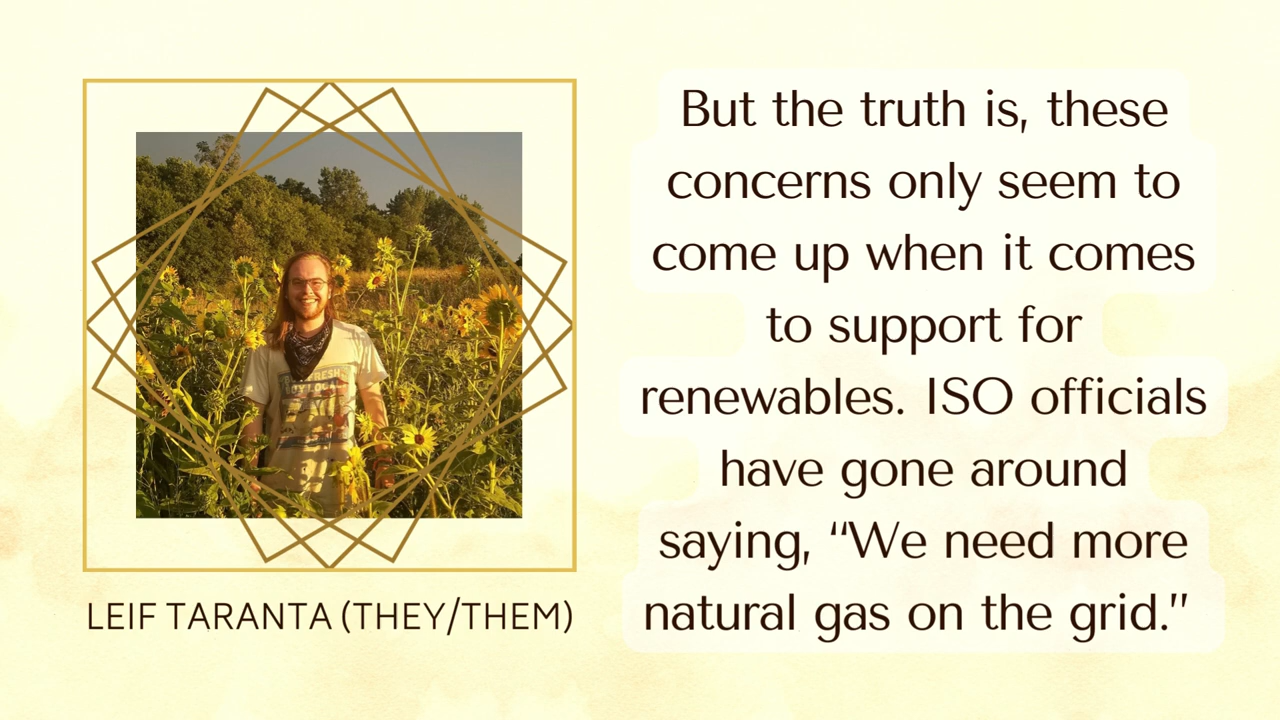 But the truth is, these
concerns only seem to
come up when it comes
to support for
renewables. ISO officials
have gone around
saying, “We need more
natural gas on the grid.”
LEIF TARANTA (THEY/THEM)